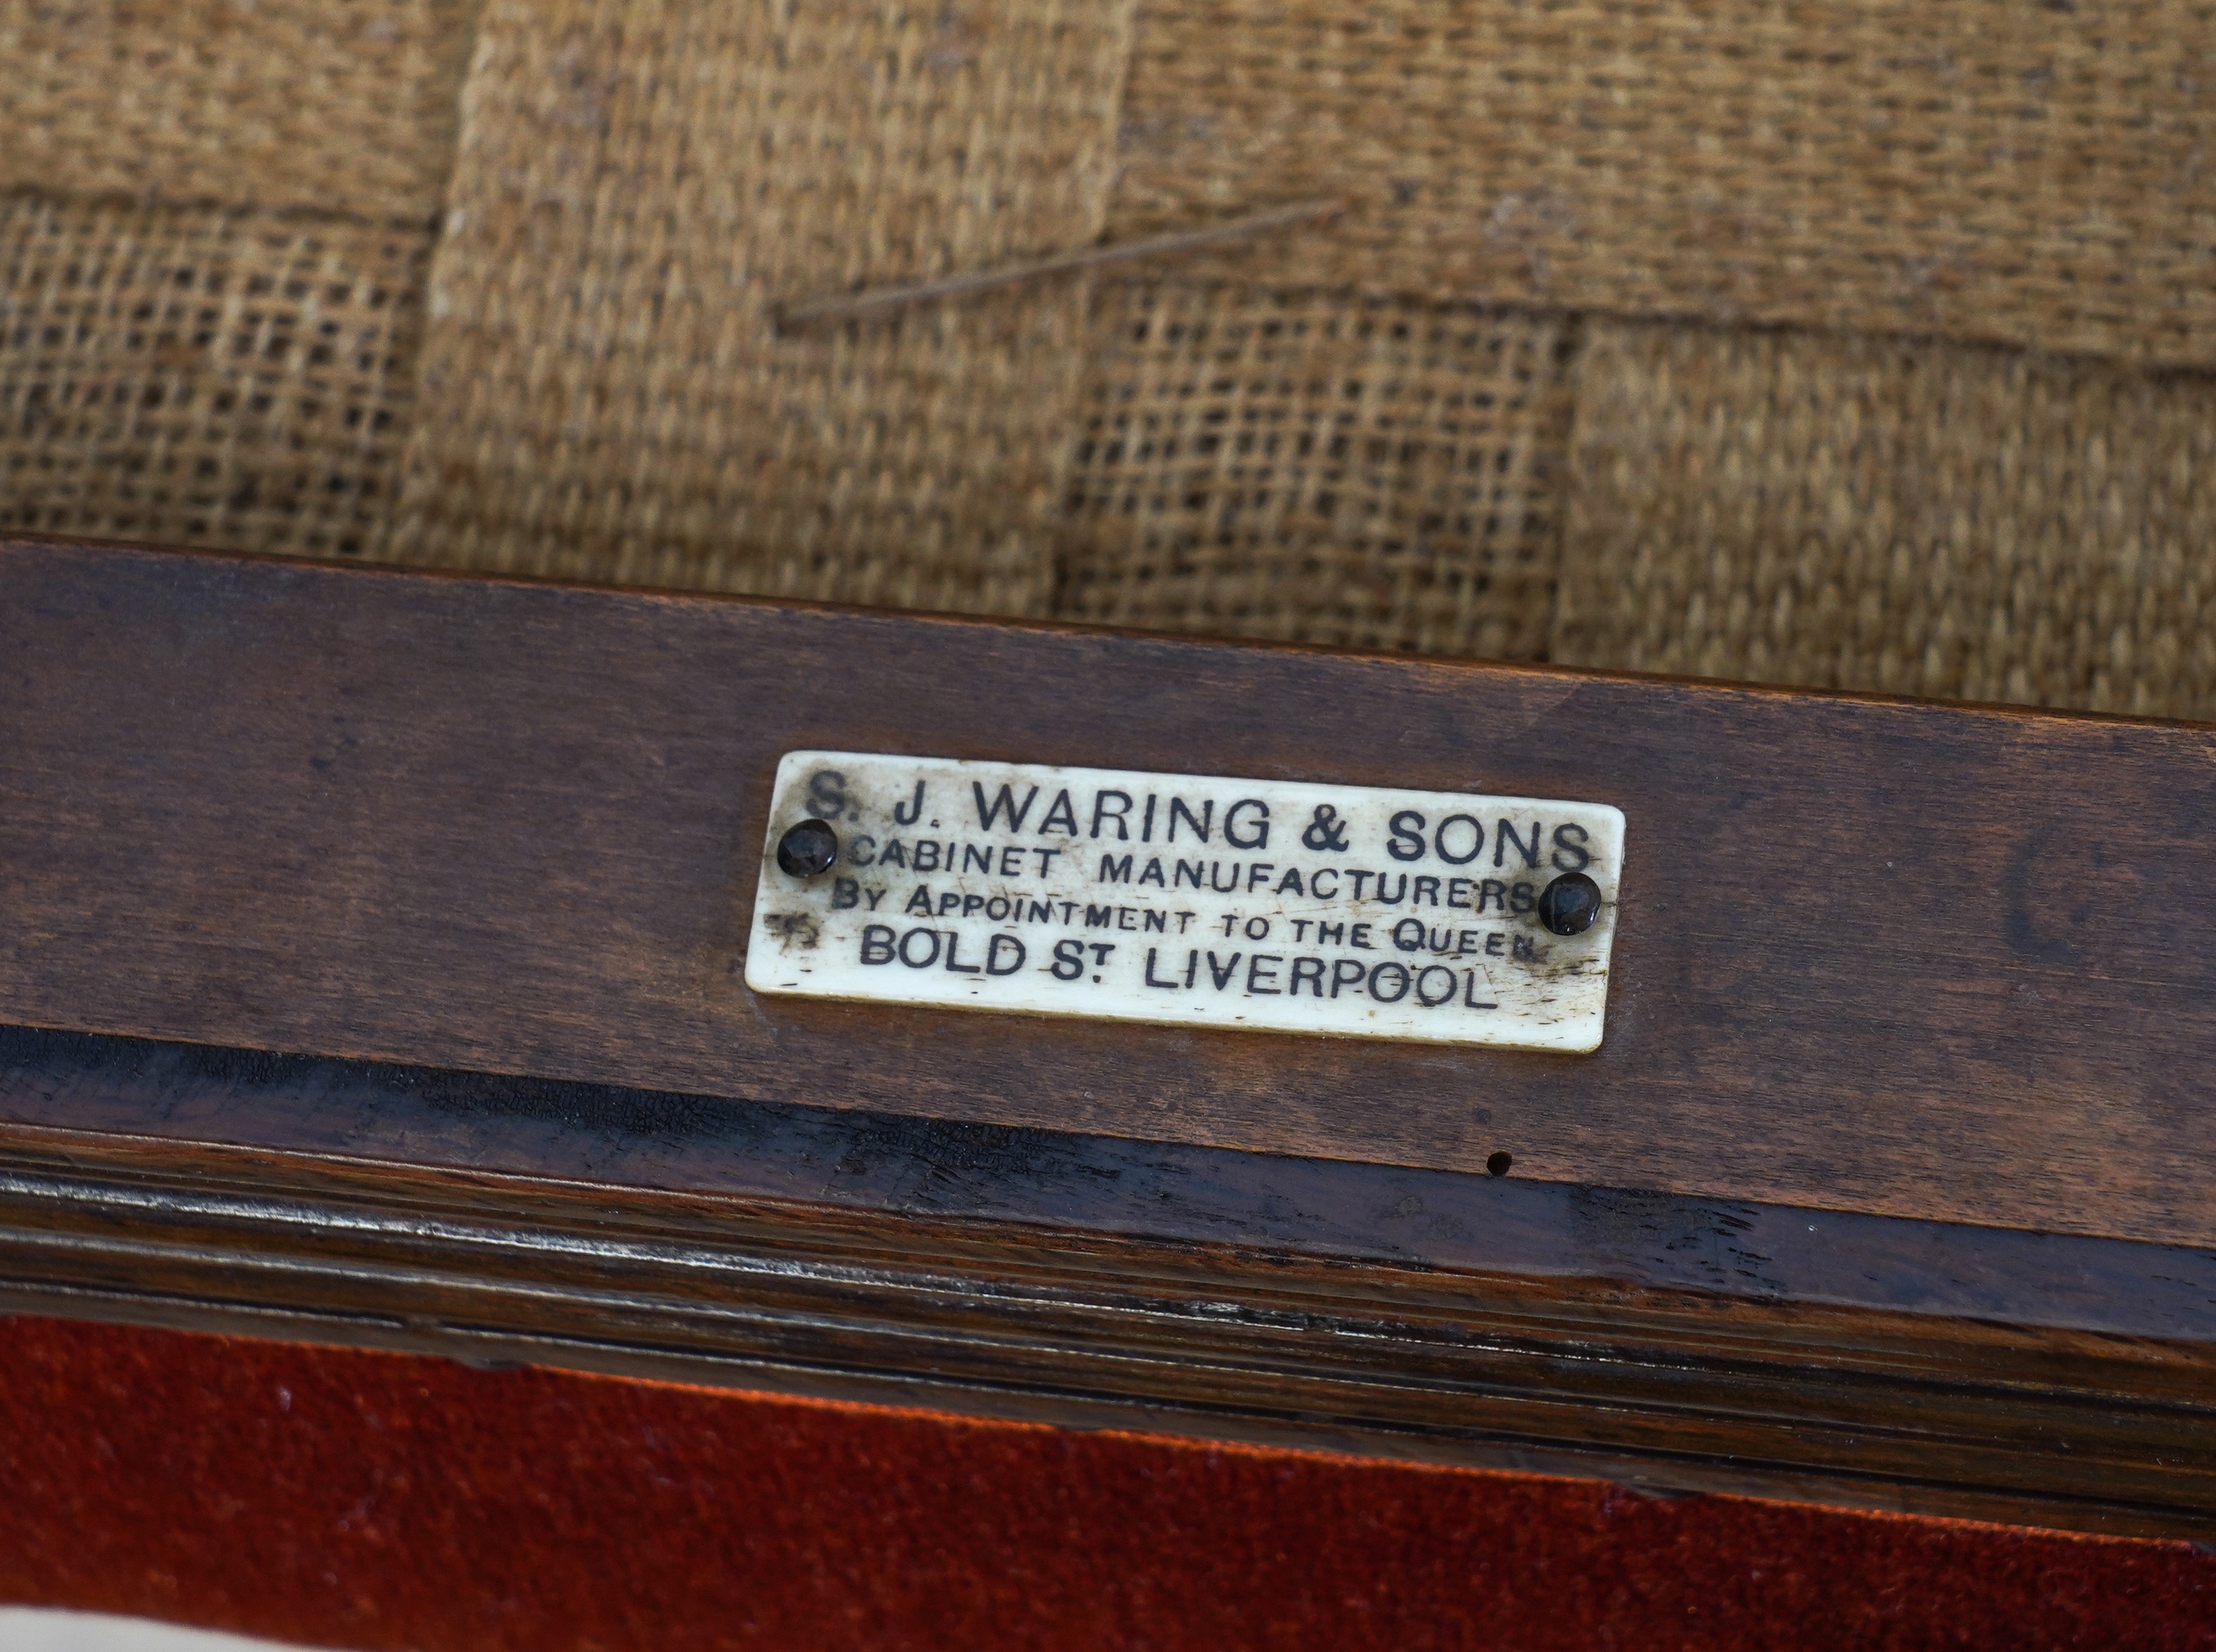 S. J. WARING & SONS
CABINET MANUFACTURERS
BY APPOINTMENT TO THE QUEEN
BOLD ST. LIVERPOOL